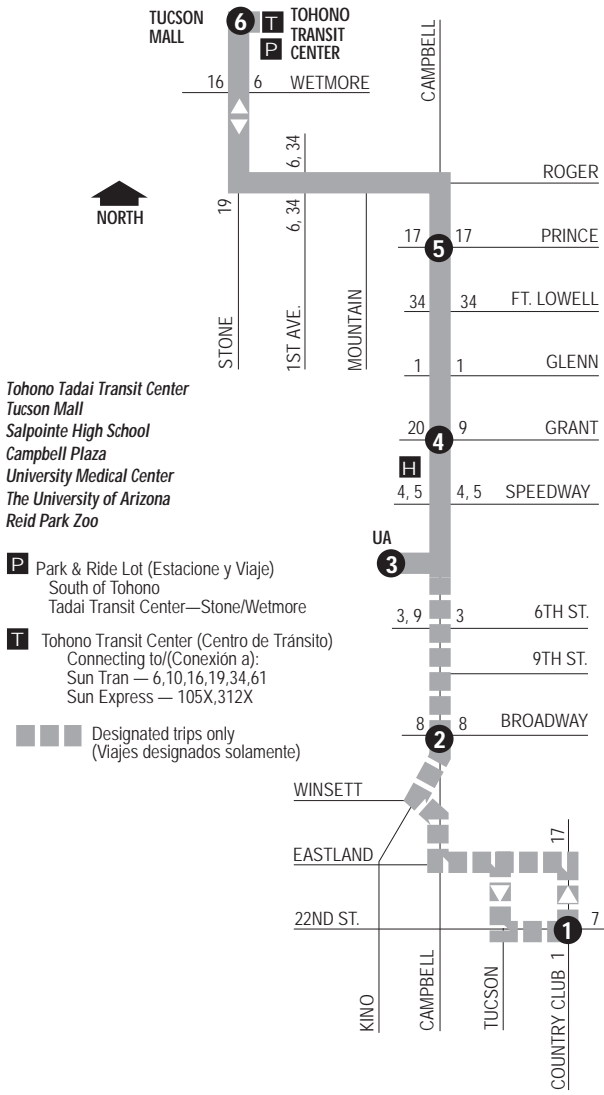 TUCSON
MALL
6
T
TOHONO
TRANSIT
CENTER
P
CAMPBELL
16
6
WETMORE
6, 34
ROGER
NORTH
19
6, 34
17
5
17
PRINCE
34
34
FT. LOWELL
STONE
1ST AVE.
MOUNTAIN
1
1
GLENN
Tohono Tadai Transit Center
Tucson Mall
Salpointe High School
Campbell Plaza
University Medical Center
The University of Arizona
Reid Park Zoo
20
4
9
GRANT
H
4, 5
4, 5
SPEEDWAY
UA
3
P Park & Ride Lot (Estacione y Viaje)
South of Tohono
Tadai Transit Center—Stone/Wetmore
3, 9
3
6TH ST.
T Tohono Transit Center (Centro de Tránsito)
Connecting to/(Conexión a):
Sun Tran — 6,10,16,19,34,61
Sun Express — 105X,312X
9TH ST.
8
2
8
BROADWAY
Designated trips only
(Viajes designados solamente)
WINSETT
17
EASTLAND
22ND ST.
1
7
KINO
CAMPBELL
TUCSON
COUNTRY CLUB
1